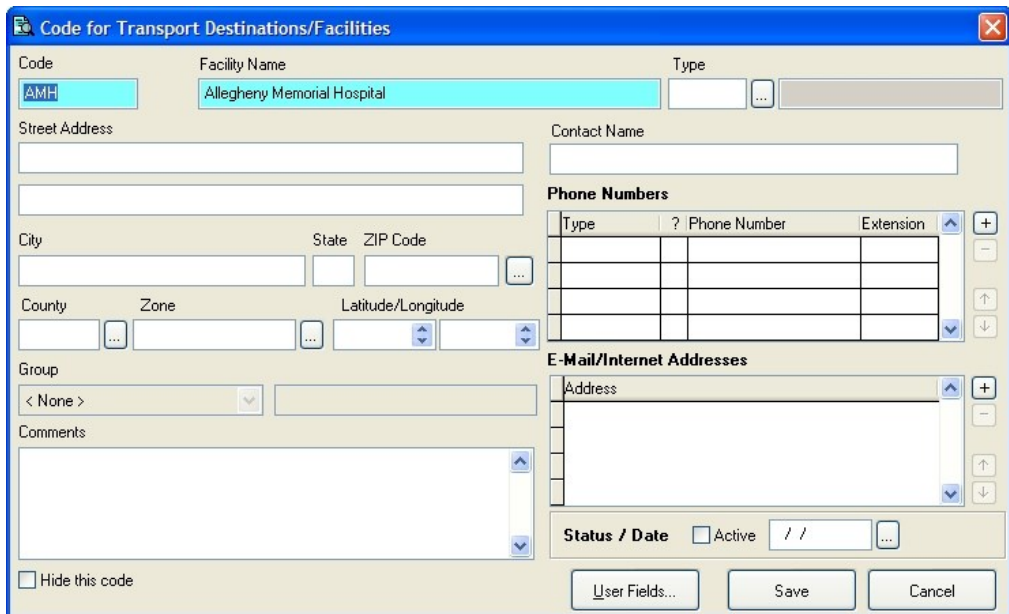 Code for Transport Destinations/Facilities
Code Facility Name Type
AMH Allegheny Memorial Hospital ...
Street Address
Contact Name
Phone Numbers
Type ? Phone Number Extension
+
−
↑
↓
City State ZIP Code
...
County Zone Latitude/Longitude
... ...
Group
< None >
Comments
E-Mail/Internet Addresses
Address
+
−
↑
↓
Status / Date Active / / ...
Hide this code
User Fields... Save Cancel